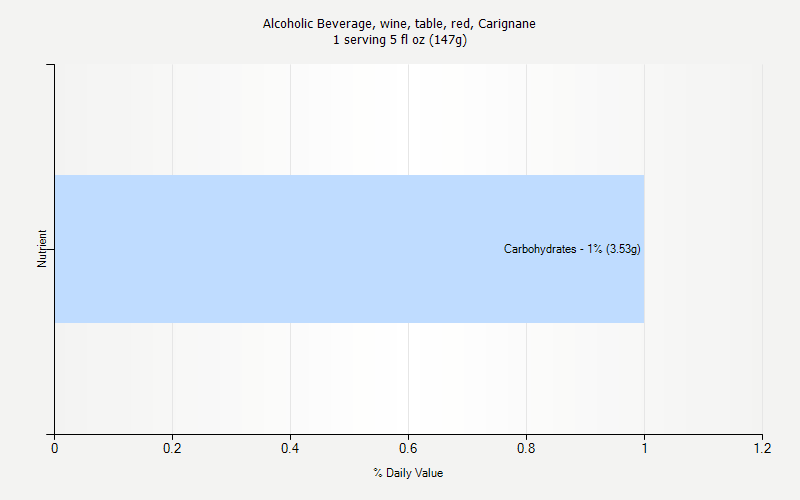 Alcoholic Beverage, wine, table, red, Carignane
1 serving 5 fl oz (147g)
Nutrient
Carbohydrates - 1% (3.53g)
0 0.2 0.4 0.6 0.8 1 1.2
% Daily Value